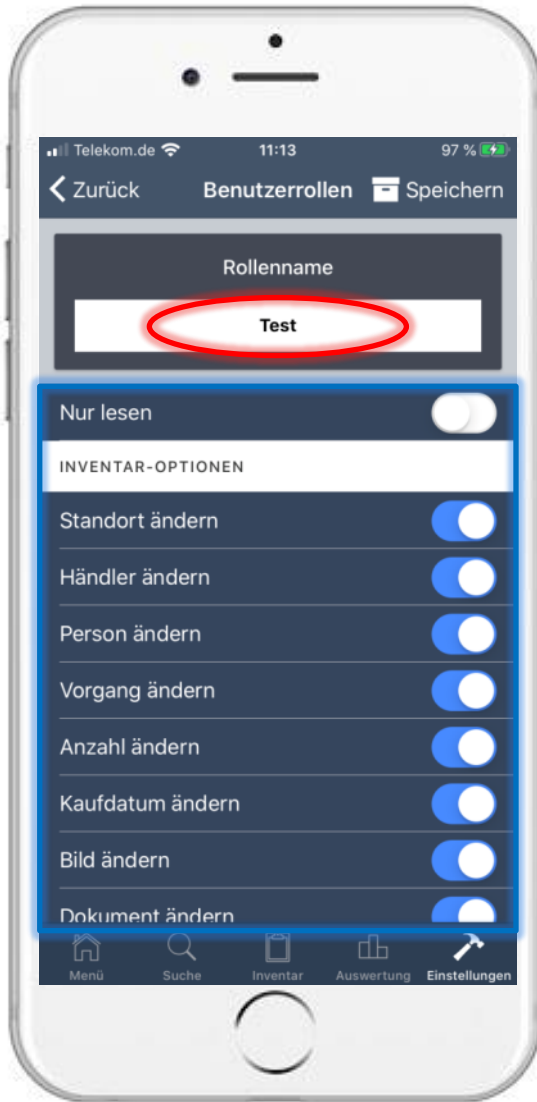 Telekom.de 11:13 97 %
Zurück Benutzerrollen Speichern
Rollenname
Test
Nur lesen
INVENTAR-OPTIONEN
Standort ändern
Händler ändern
Person ändern
Vorgang ändern
Anzahl ändern
Kaufdatum ändern
Bild ändern
Dokument ändern
Menü Suche Inventar Auswertung Einstellungen